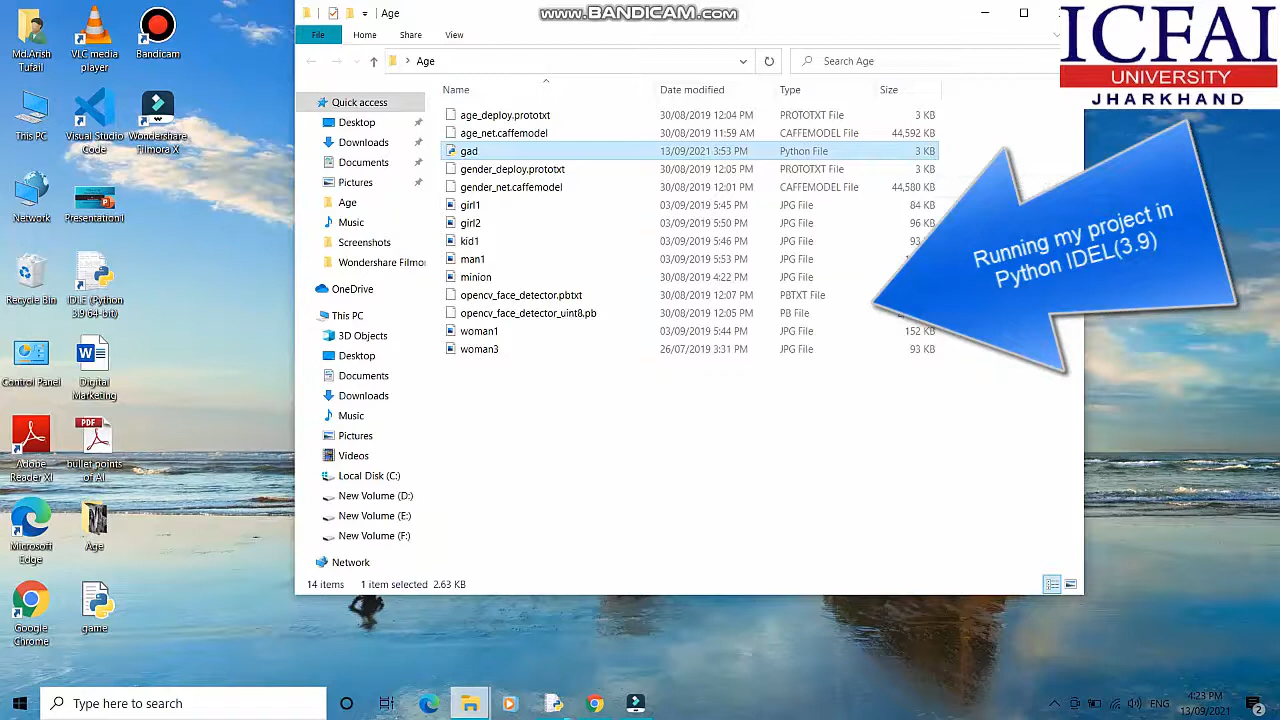 Md.Ansh
Tufail
VLC media
player
Bandicam
This PC
Visual Studio
Code
Wondershare
Filmora X
Network
Presentation1
Recycle Bin
IDLE (Python
3.9 64-bit)
Control Panel
Digital
Marketing
Adobe
Reader XI
PDF
bullet points
of AI
Microsoft
Edge
Age
Google
Chrome
game
Age
www.BANDICAM.com
File
Home
Share
View
Age
Search Age
Quick access
Desktop
Downloads
Documents
Pictures
Age
Music
Screenshots
Wondershare Filmo
OneDrive
This PC
3D Objects
Desktop
Documents
Downloads
Music
Pictures
Videos
Local Disk (C:)
New Volume (D:)
New Volume (E:)
New Volume (F:)
Network
Name Date modified Type Size
age_deploy.prototxt 30/08/2019 12:04 PM PROTOTXT File 3 KB
age_net.caffemodel 30/08/2019 11:59 AM CAFFEMODEL File 44,592 KB
gad 13/09/2021 3:53 PM Python File 3 KB
gender_deploy.prototxt 30/08/2019 12:05 PM PROTOTXT File 3 KB
gender_net.caffemodel 30/08/2019 12:01 PM CAFFEMODEL File 44,580 KB
girl1 03/09/2019 5:45 PM JPG File 84 KB
girl2 03/09/2019 5:50 PM JPG File 96 KB
kid1 03/09/2019 5:46 PM JPG File 93
man1 03/09/2019 5:53 PM JPG File
minion 30/08/2019 4:22 PM JPG File
opencv_face_detector.pbtxt 30/08/2019 12:07 PM PBTXT File
opencv_face_detector_uint8.pb 30/08/2019 12:05 PM PB File KB
woman1 03/09/2019 5:44 PM JPG File 152 KB
woman3 26/07/2019 3:31 PM JPG File 93 KB
14 items 1 item selected 2.63 KB
ICFAI
UNIVERSITY
JHARKHAND
Running my project in
Python IDEL(3.9)
Type here to search
ENG
4:23 PM
13/09/2021
2